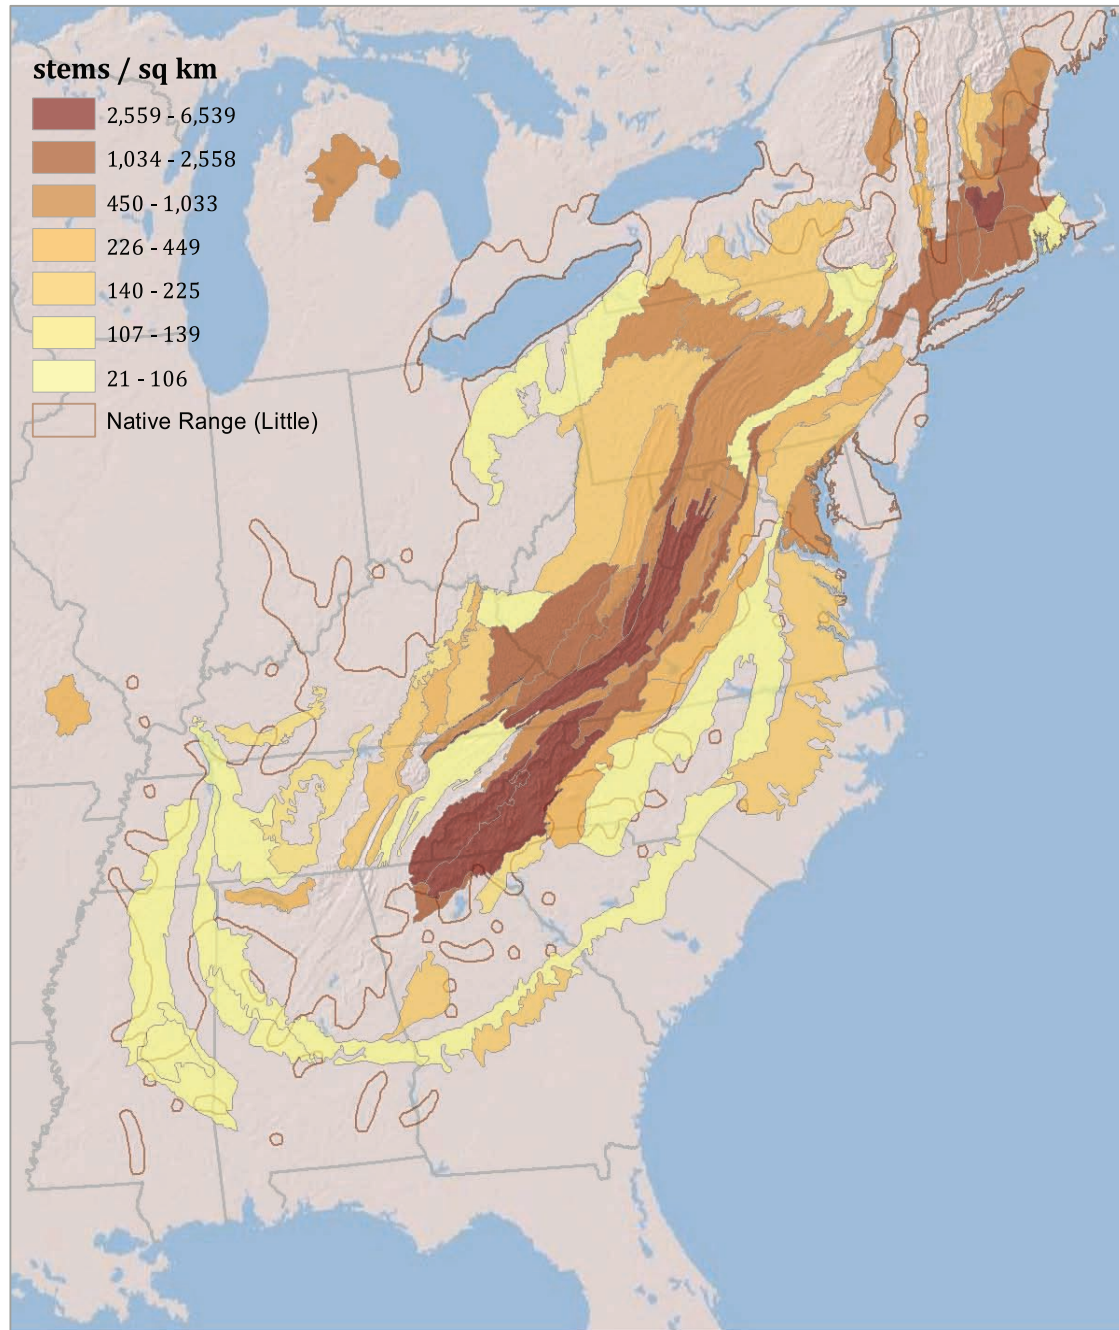 stems / sq km
2,559 - 6,539
1,034 - 2,558
450 - 1,033
226 - 449
140 - 225
107 - 139
21 - 106
Native Range (Little)